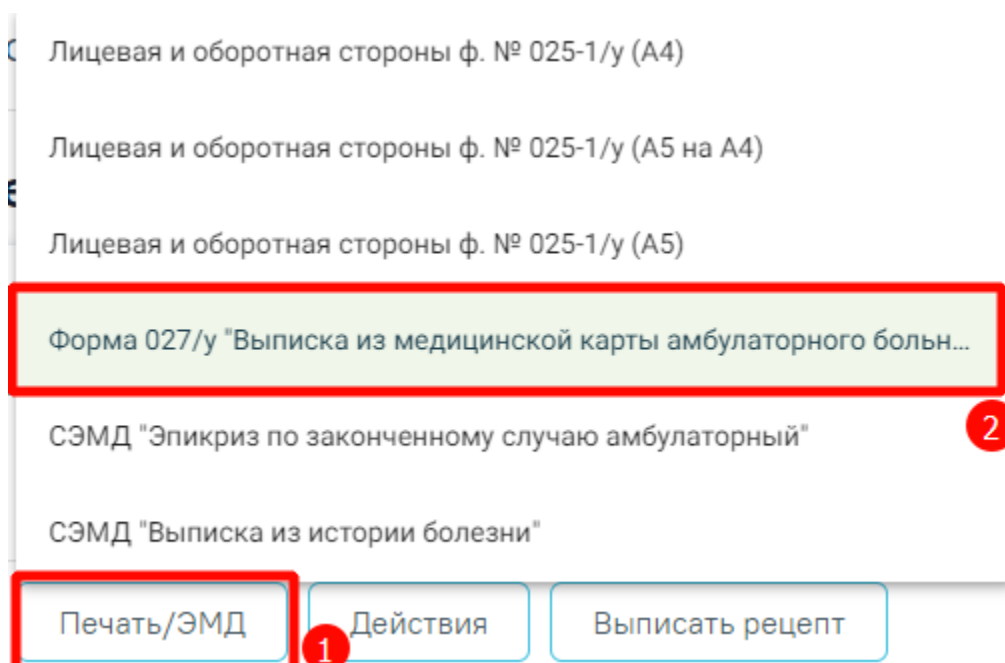 Лицевая и оборотная стороны ф. № 025-1/у (А4)
Лицевая и оборотная стороны ф. № 025-1/у (А5 на А4)
Лицевая и оборотная стороны ф. № 025-1/у (А5)
Форма 027/у "Выписка из медицинской карты амбулаторного больн...
2
СЭМД "Эпикриз по законченному случаю амбулаторный"
СЭМД "Выписка из истории болезни"
Печать/ЭМД Действия Выписать рецепт
1